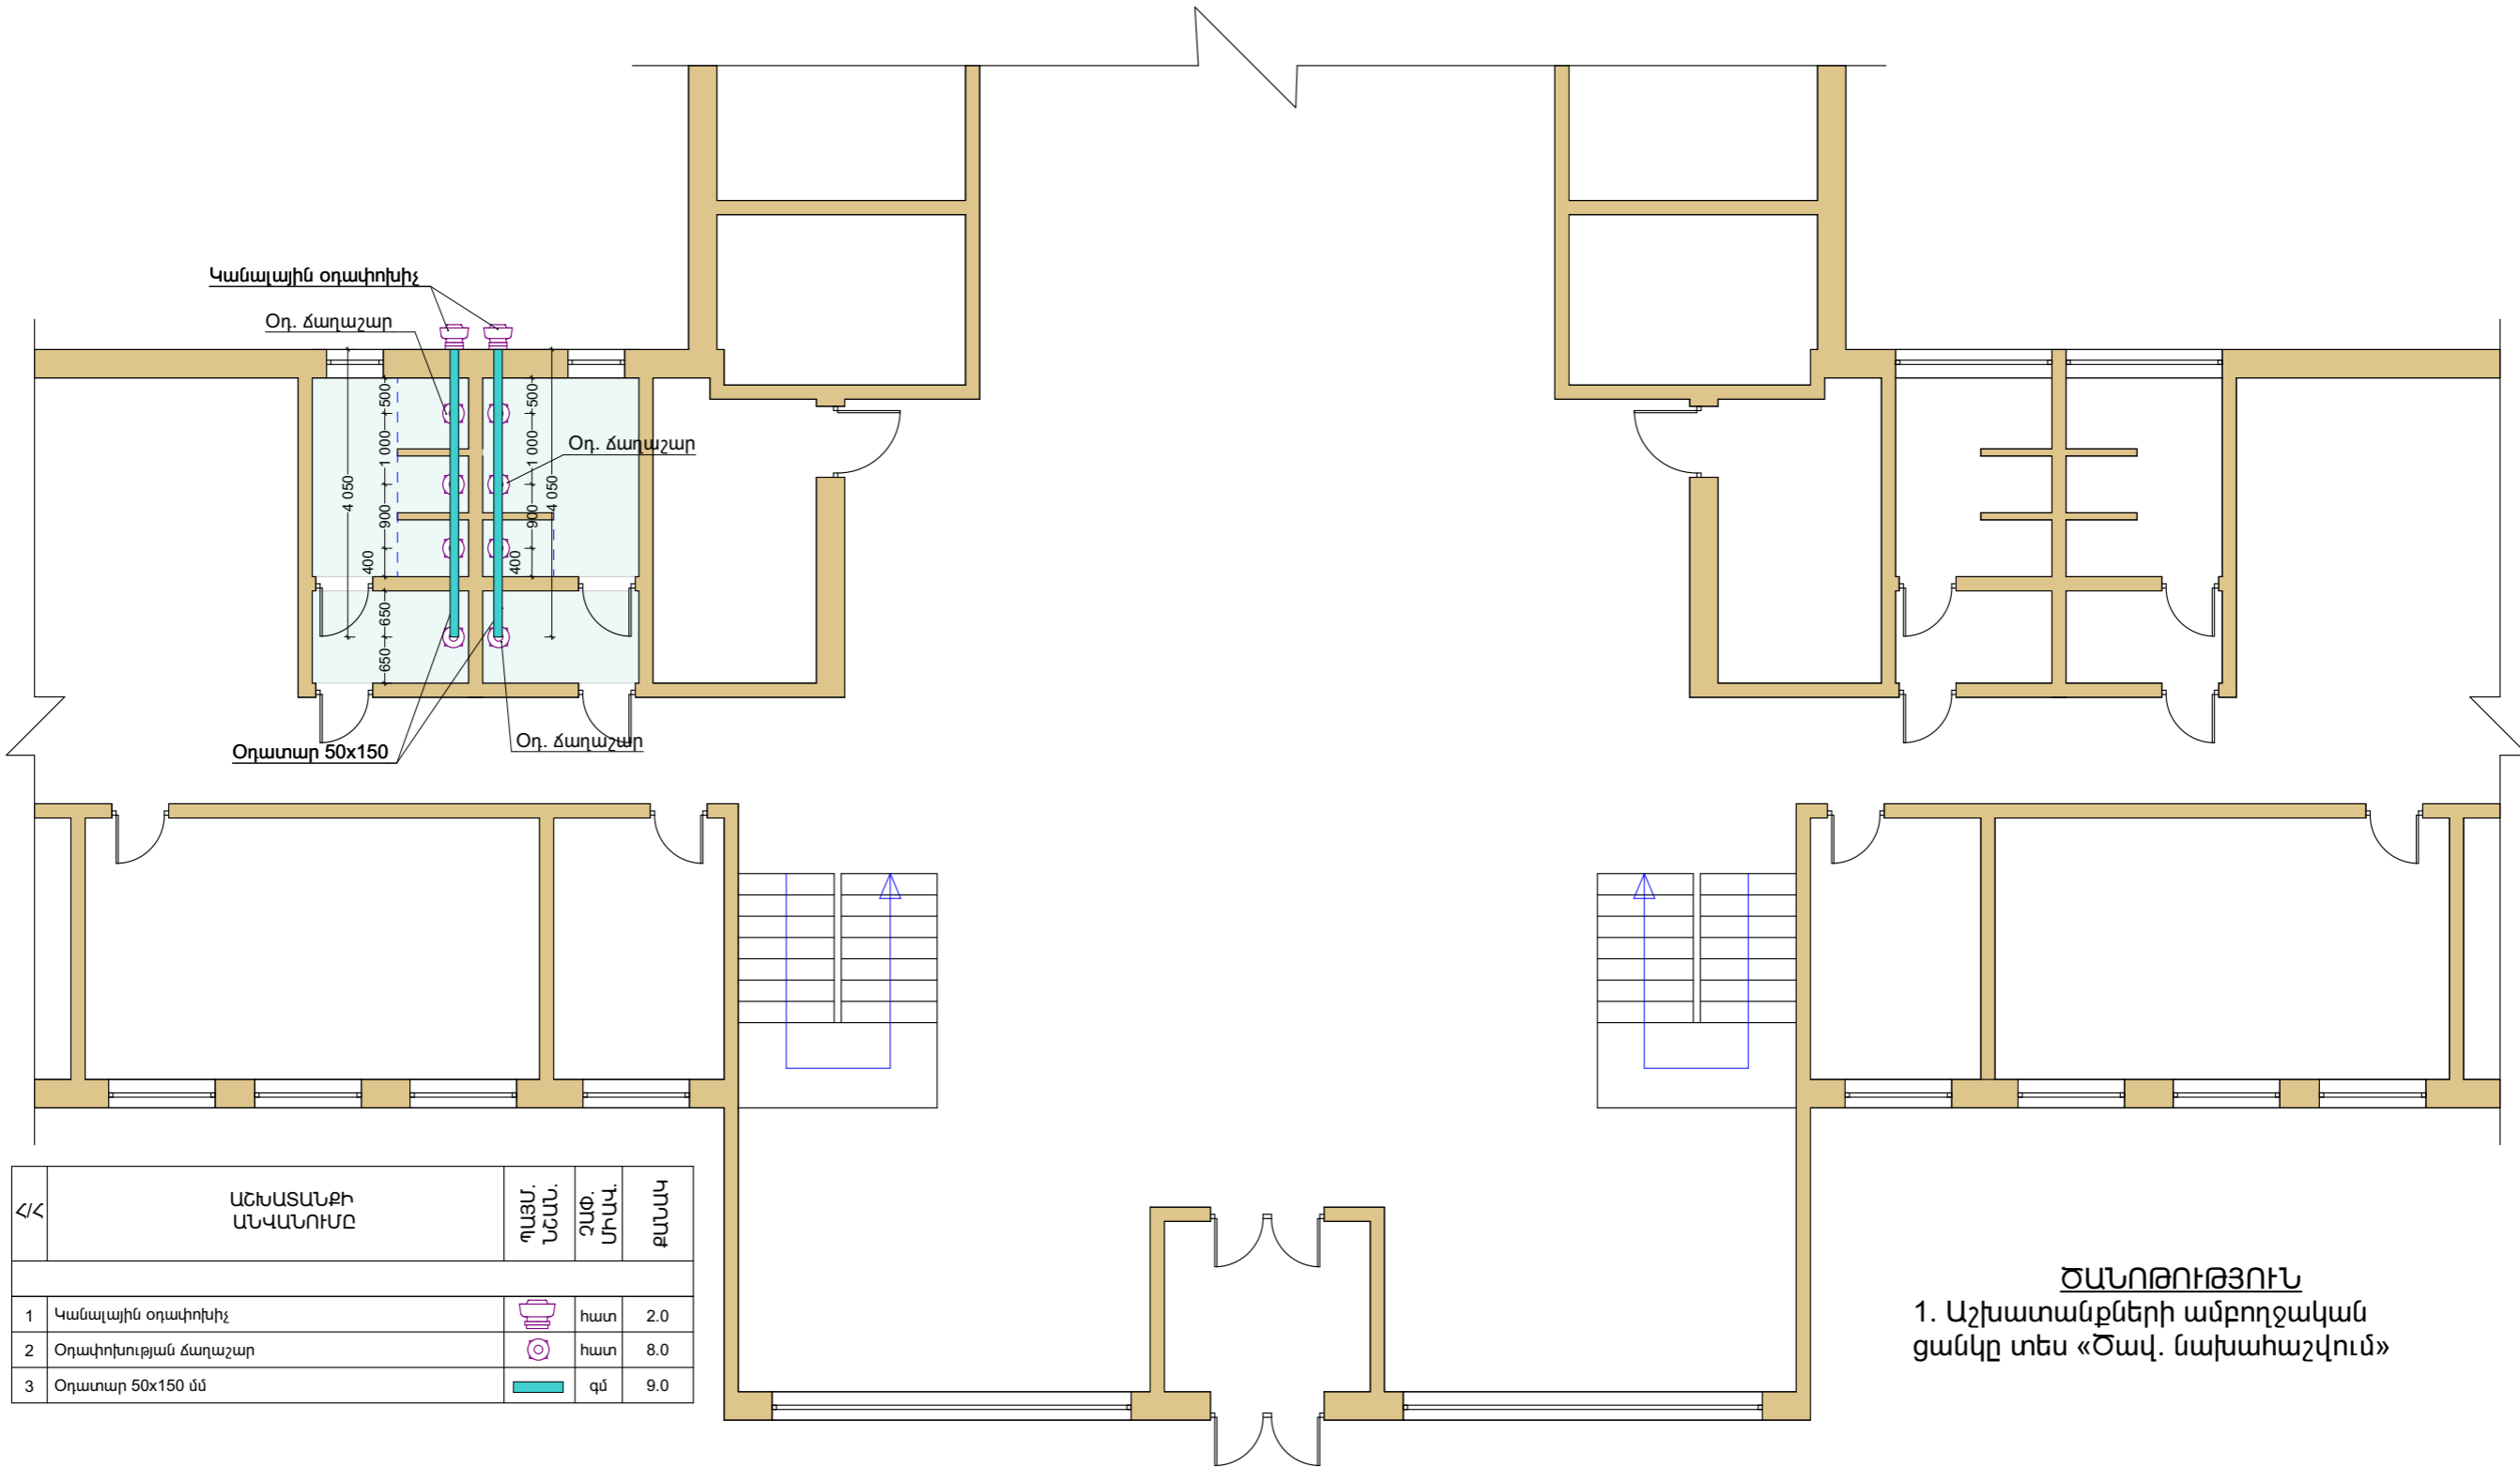 Կանալային օդափոխիչ
Օդ. ճաղաշար
500
500
1 000
1 000
Օդ. ճաղաշար
4 050
4 050
900
900
400
400
650
650
Օդատար 50x150
Օդ. ճաղաշար
Հ/Հ
ԱՇԽԱՏԱՆՔԻ
ԱՆՎԱՆՈՒՄԸ
ՊԱՅՄ.
ՆՇԱՆ.
ՉԱՓ.
ՄԻԱՎ.
ՔԱՆԱԿ
1 Կանալային օդափոխիչ հատ 2.0
2 Օդափոխության ճաղաշար հատ 8.0
3 Օդատար 50x150 մմ գմ 9.0
ԾԱՆՈԹՈՒԹՅՈՒՆ
1. Աշխատանքների ամբողջական
ցանկը տես «Ծավ. նախահաշվում»